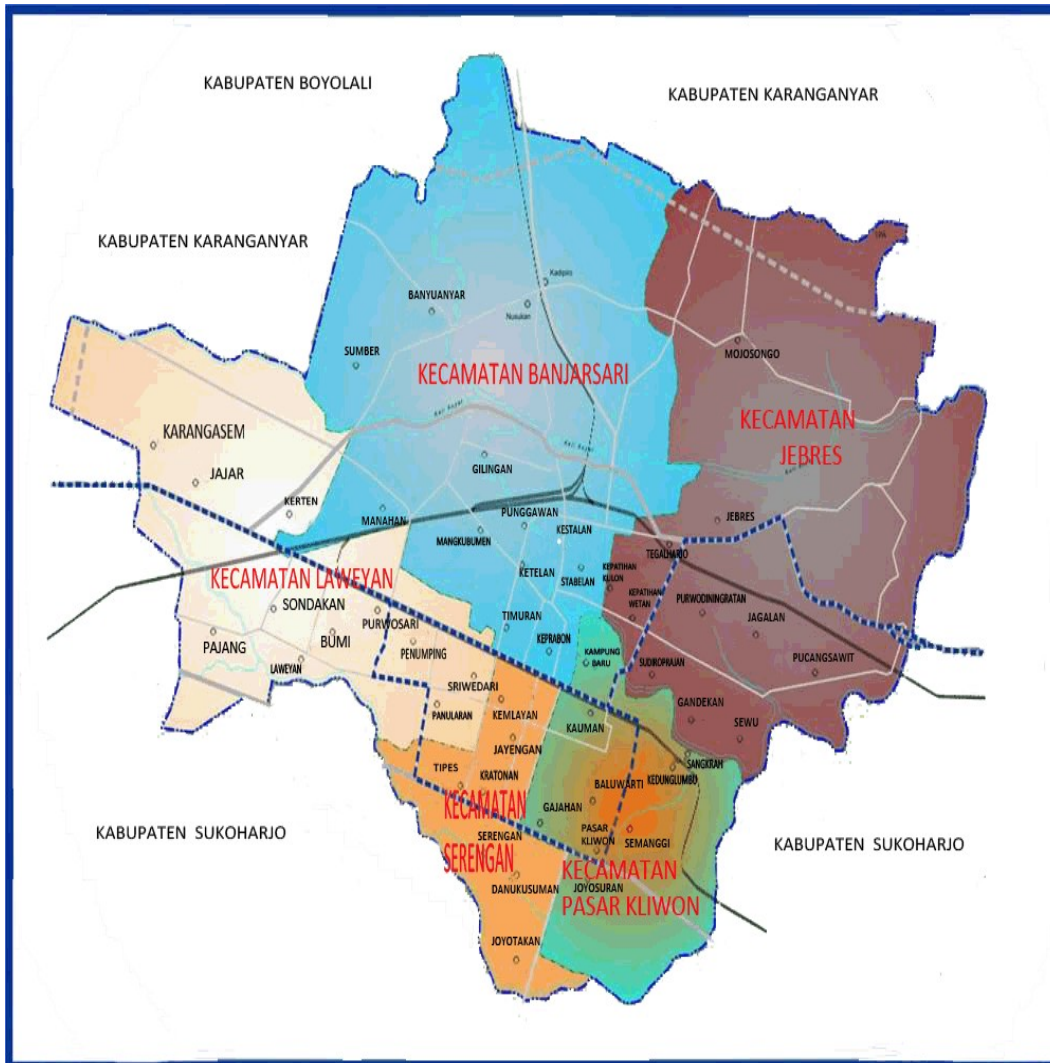 KABUPATEN BOYOLALI
KABUPATEN KARANGANYAR
KABUPATEN KARANGANYAR
Kadipiro
BANYUANYAR
Nusukan
SUMBER
MOJOSONGO
KECAMATAN BANJARSARI
KECAMATAN
JEBRES
KARANGASEM
GILINGAN
JAJAR
KERTEN
MANAHAN
PUNGGAWAN
MANGKUBUMEN
KESTALAN
JEBRES
TEGALHARJO
KETELAN
STABELAN
KEPATIHAN
KULON
KEPATIHAN
WETAN
KECAMATAN LAWEYAN
SONDAKAN
PURWOSARI
PAJANG
BUMI
LAWEYAN
PENUMPING
TIMURAN
KEPRABON
KAMPUNG
BARU
PURWODININGRATAN
JAGALAN
PUCANGSAWIT
SUDIROPRAJAN
SRIWEDARI
PANULARAN
KEMLAYAN
KAUMAN
GANDEKAN
SEWU
JAYENGAN
TIPES
KRATONAN
SANGKRAH
KEDUNGLUMBU
BALUWARTI
GAJAHAN
KECAMATAN
SERENGAN
SERENGAN
PASAR
KLIWON
SEMANGGI
KECAMATAN
PASAR KLIWON
JOYOSURAN
DANUKUSUMAN
JOYOTAKAN
KABUPATEN SUKOHARJO
KABUPATEN SUKOHARJO